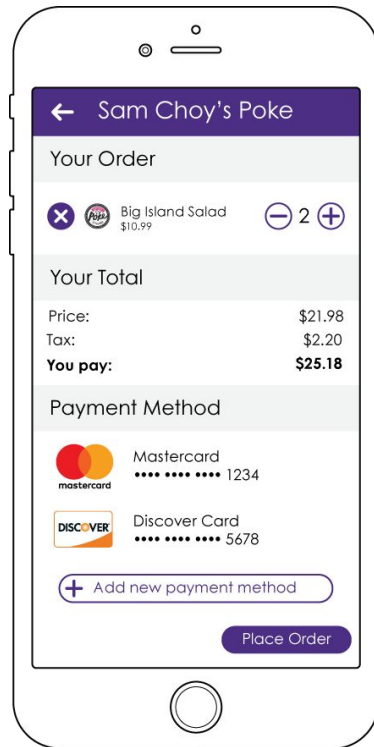 Sam Choy's Poke
Your Order
Big Island Salad
$10.99
2
Your Total
Price: $21.98
Tax: $2.20
You pay: $25.18
Payment Method
Mastercard
mastercard
•••• •••• •••• 1234
DISCOVER
Discover Card
•••• •••• •••• 5678
Add new payment method
Place Order